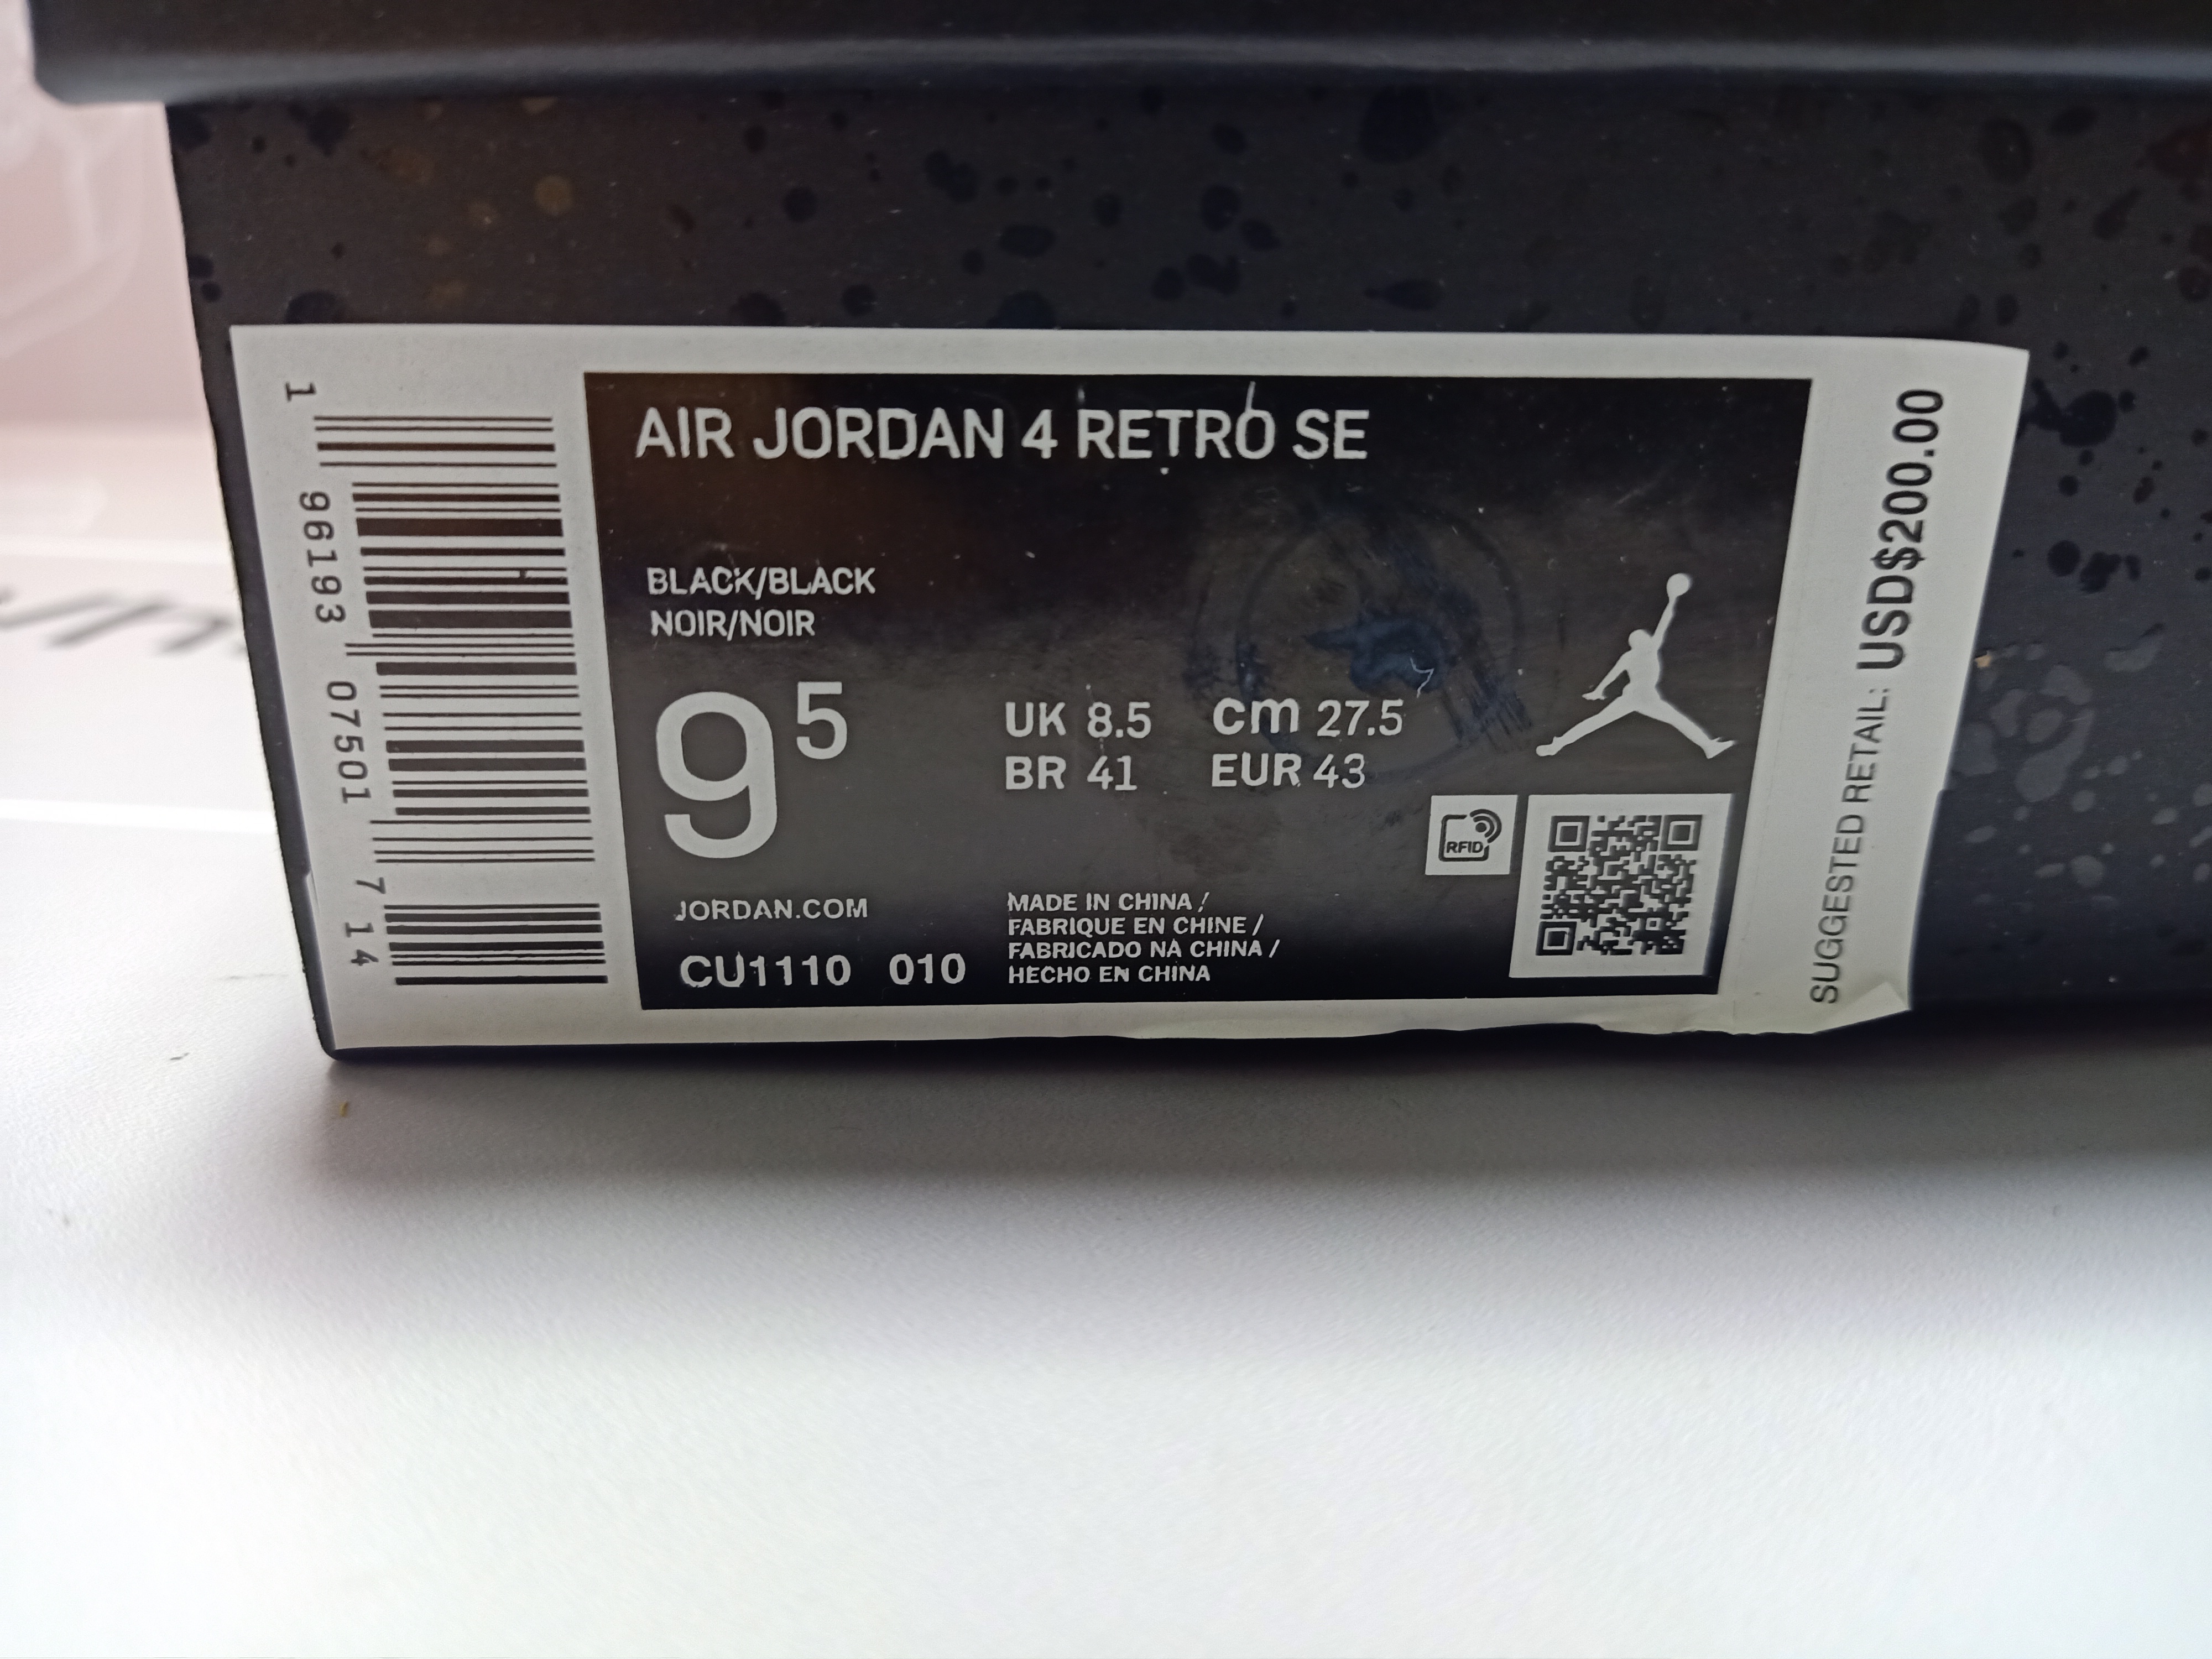 AIR JORDAN 4 RETRO SE
BLACK/BLACK
NOIR/NOIR
9 5
UK 8.5 cm 27.5
BR 41 EUR 43
RFID
JORDAN.COM
CU1110 010
MADE IN CHINA /
FABRIQUE EN CHINE /
FABRICADO NA CHINA /
HECHO EN CHINA
1 96193 07501 7 14
SUGGESTED RETAIL: USD$200.00